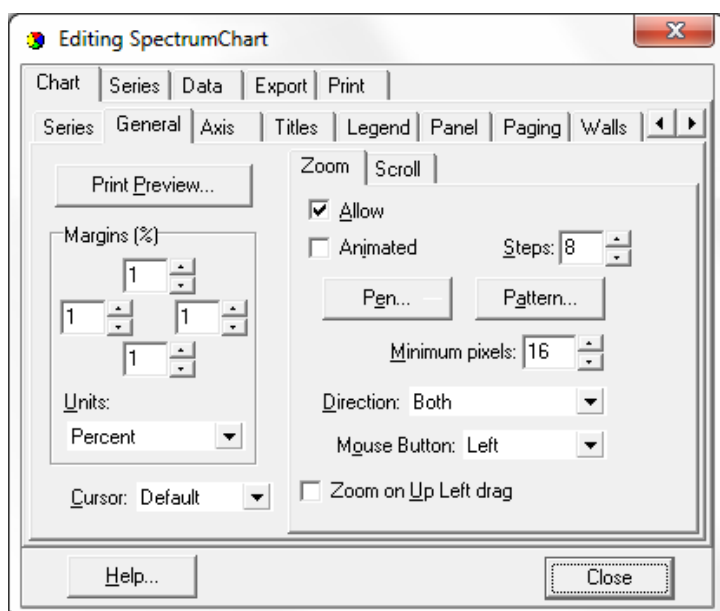 Editing SpectrumChart
Chart Series Data Export Print
Series General Axis Titles Legend Panel Paging Walls
Print Preview...
Margins (%)
1
1 1
1
Units:
Percent
Cursor: Default
Zoom Scroll
Allow
Animated Steps: 8
Pen... Pattern...
Minimum pixels: 16
Direction: Both
Mouse Button: Left
Zoom on Up Left drag
Help... Close